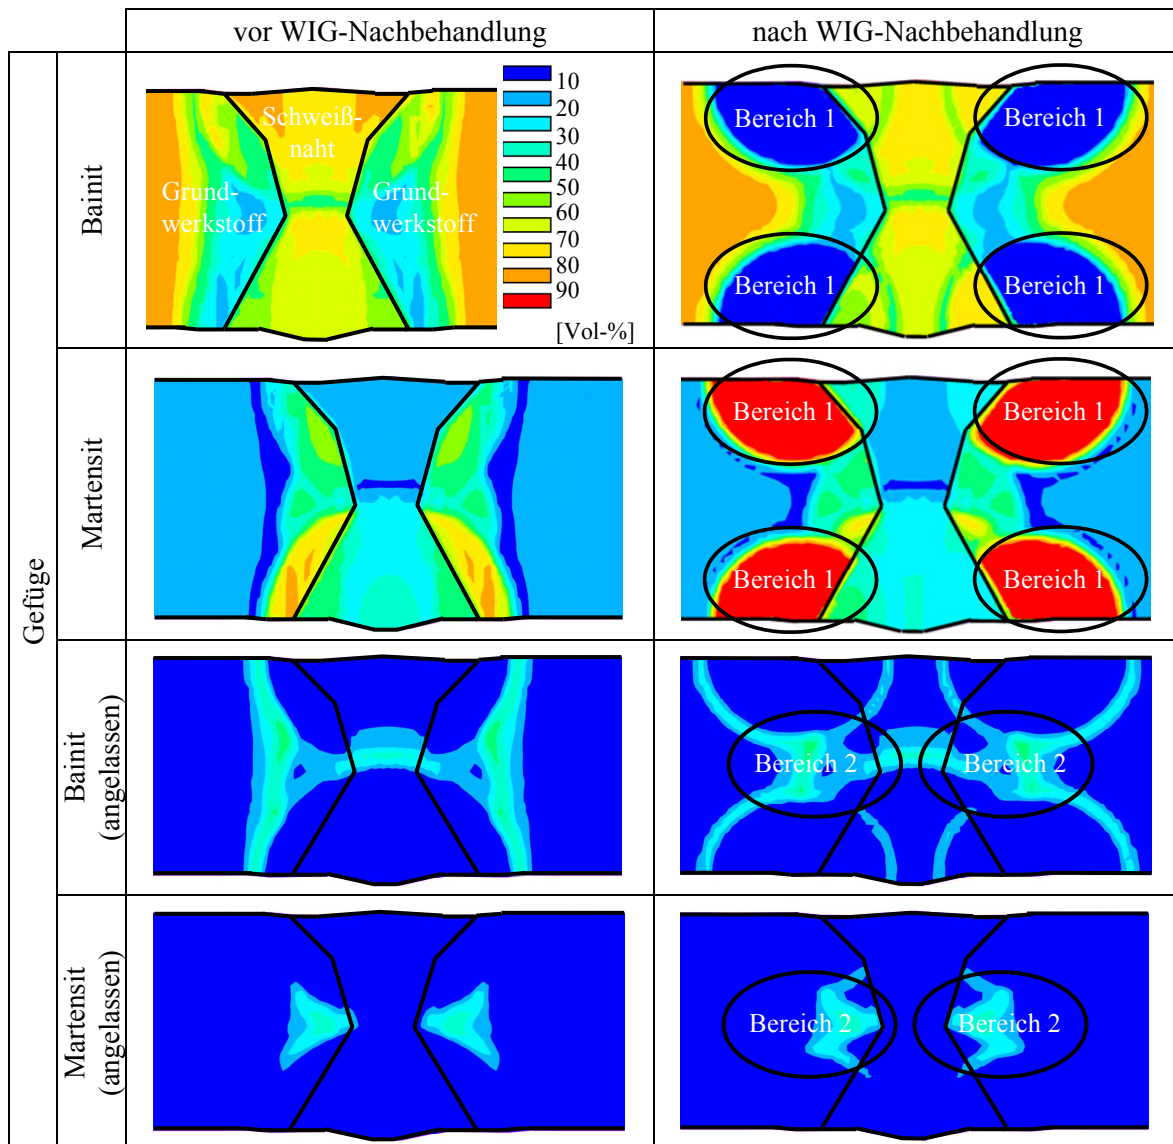 vor WIG-Nachbehandlung
nach WIG-Nachbehandlung
Gefüge
Bainit
Schweiß-
naht
Grund-
werkstoff
Grund-
werkstoff
10
20
30
40
50
60
70
80
90
[Vol-%]
Bereich 1
Bereich 1
Bereich 1
Bereich 1
Martensit
Bereich 1
Bereich 1
Bereich 1
Bereich 1
Bainit
(angelassen)
Bereich 2
Bereich 2
Martensit
(angelassen)
Bereich 2
Bereich 2